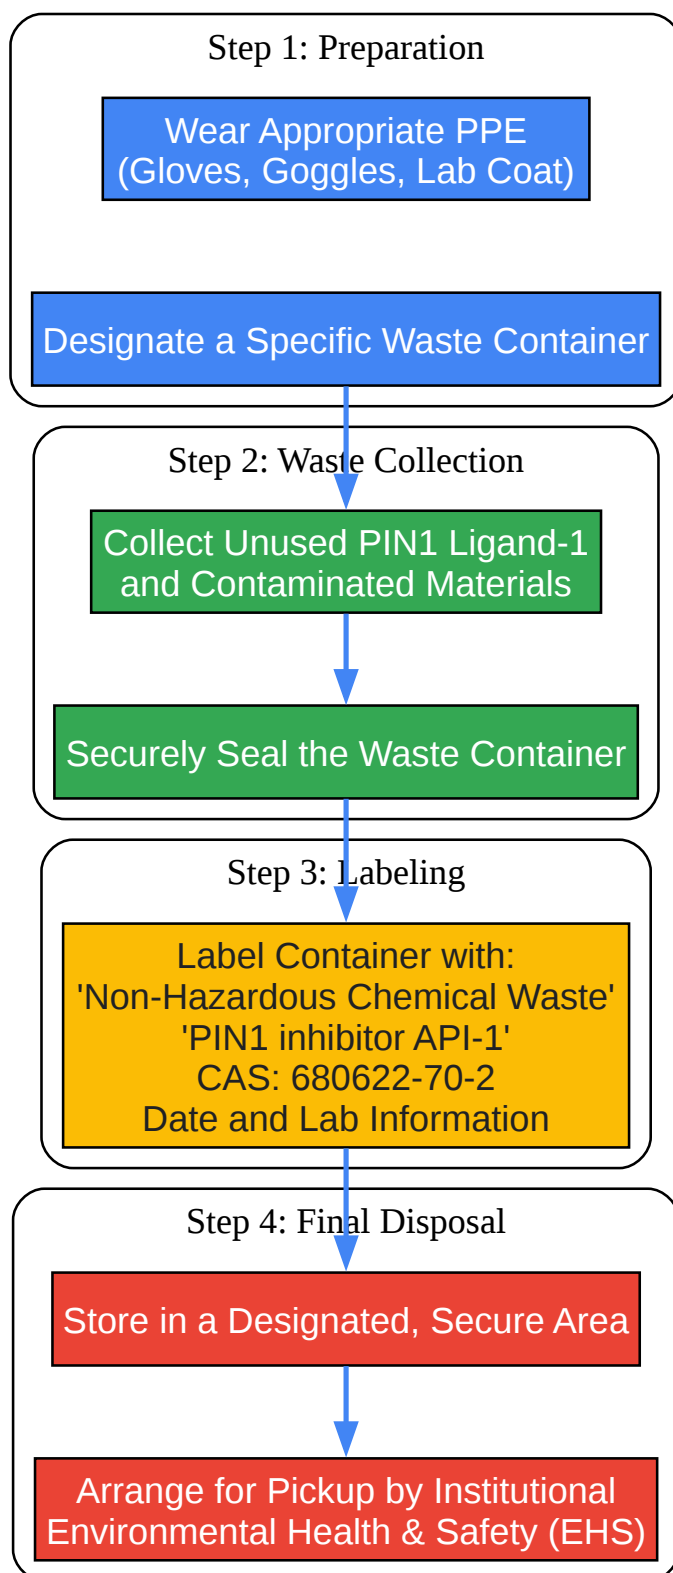 Step 1: Preparation
Wear Appropriate PPE
(Gloves, Goggles, Lab Coat)
Designate a Specific Waste Container
Step 2: Waste Collection
Collect Unused PIN1 Ligand-1
and Contaminated Materials
Securely Seal the Waste Container
Step 3: Labeling
Label Container with:
'Non-Hazardous Chemical Waste'
'PIN1 inhibitor API-1'
CAS: 680622-70-2
Date and Lab Information
Step 4: Final Disposal
Store in a Designated, Secure Area
Arrange for Pickup by Institutional
Environmental Health & Safety (EHS)